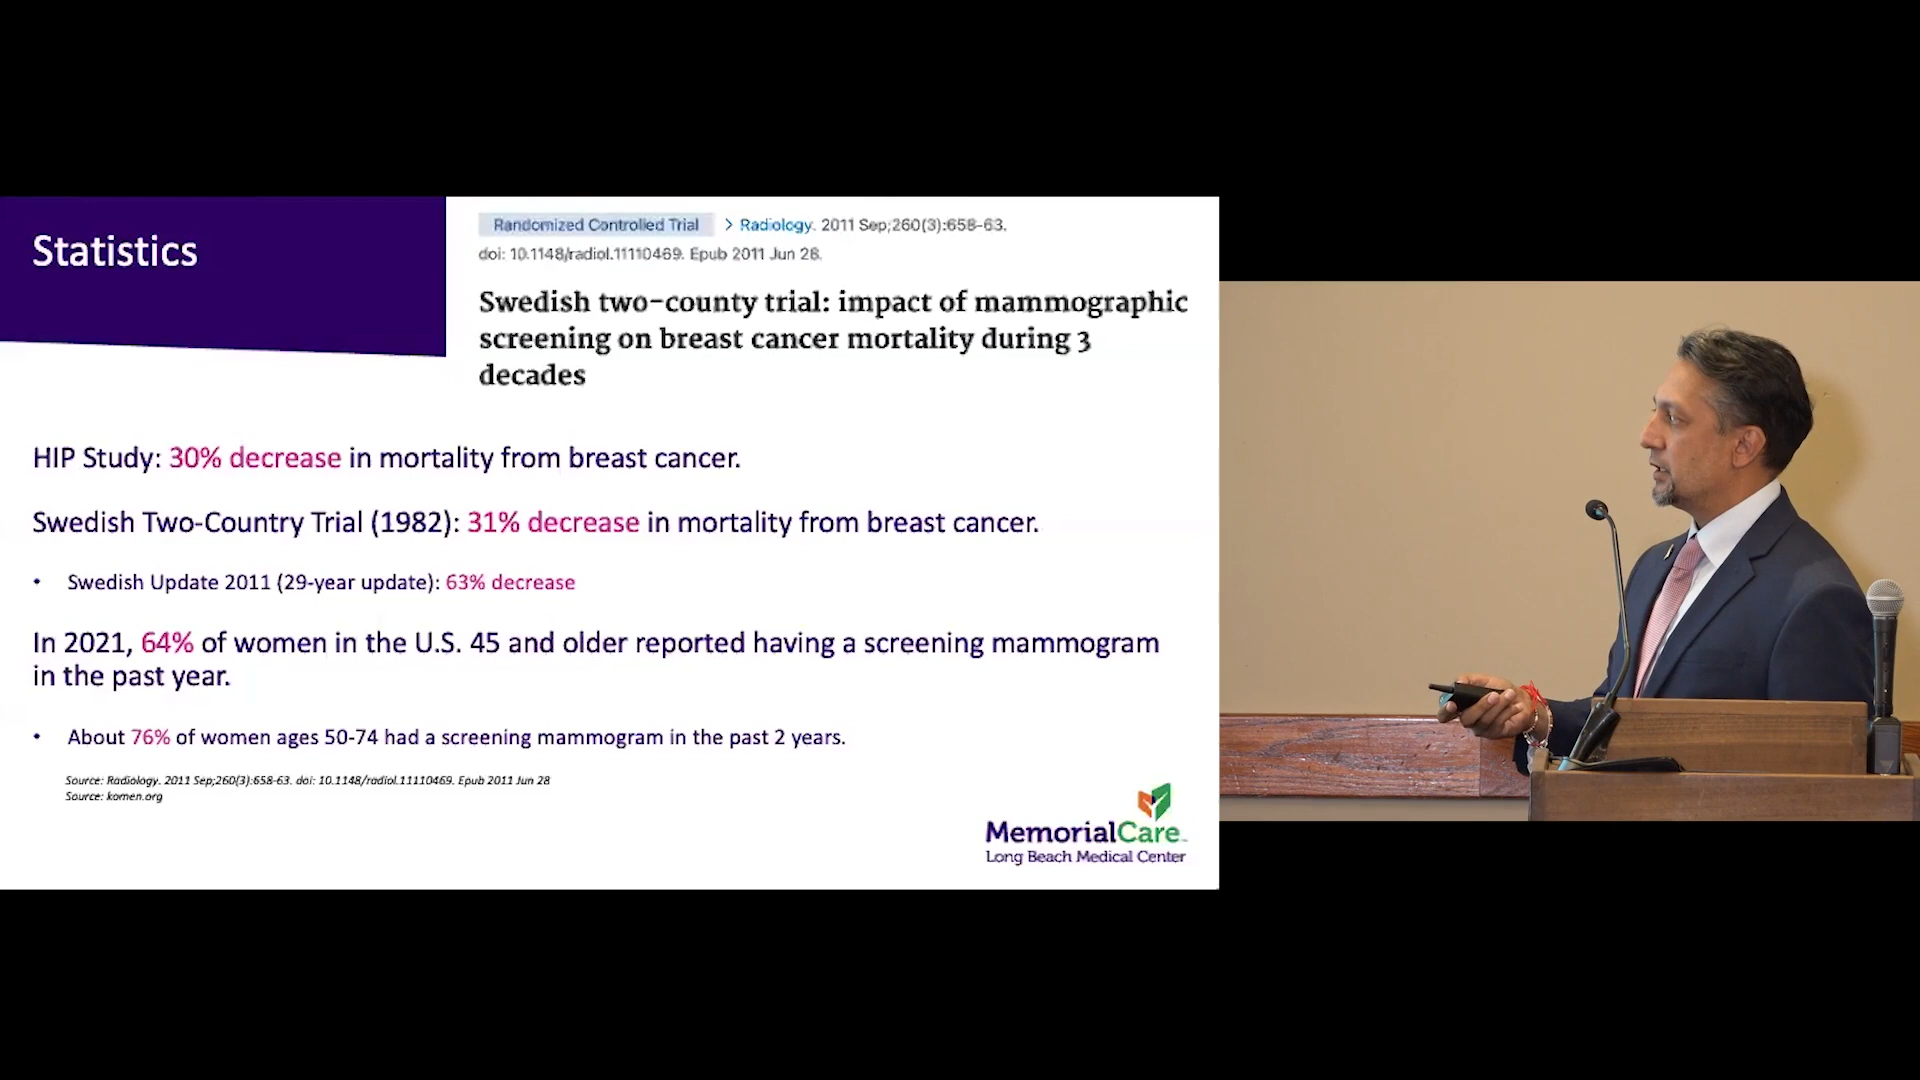 Statistics
Randomized Controlled Trial > Radiology. 2011 Sep;260(3):658-63.
doi: 10.1148/radiol.11110469. Epub 2011 Jun 28.
Swedish two-county trial: impact of mammographic
screening on breast cancer mortality during 3
decades
HIP Study: 30% decrease in mortality from breast cancer.
Swedish Two-Country Trial (1982): 31% decrease in mortality from breast cancer.
• Swedish Update 2011 (29-year update): 63% decrease
In 2021, 64% of women in the U.S. 45 and older reported having a screening mammogram
in the past year.
• About 76% of women ages 50-74 had a screening mammogram in the past 2 years.
Source: Radiology. 2011 Sep;260(3):658-63. doi: 10.1148/radiol.11110469. Epub 2011 Jun 28
Source: komen.org
MemorialCare
Long Beach Medical Center